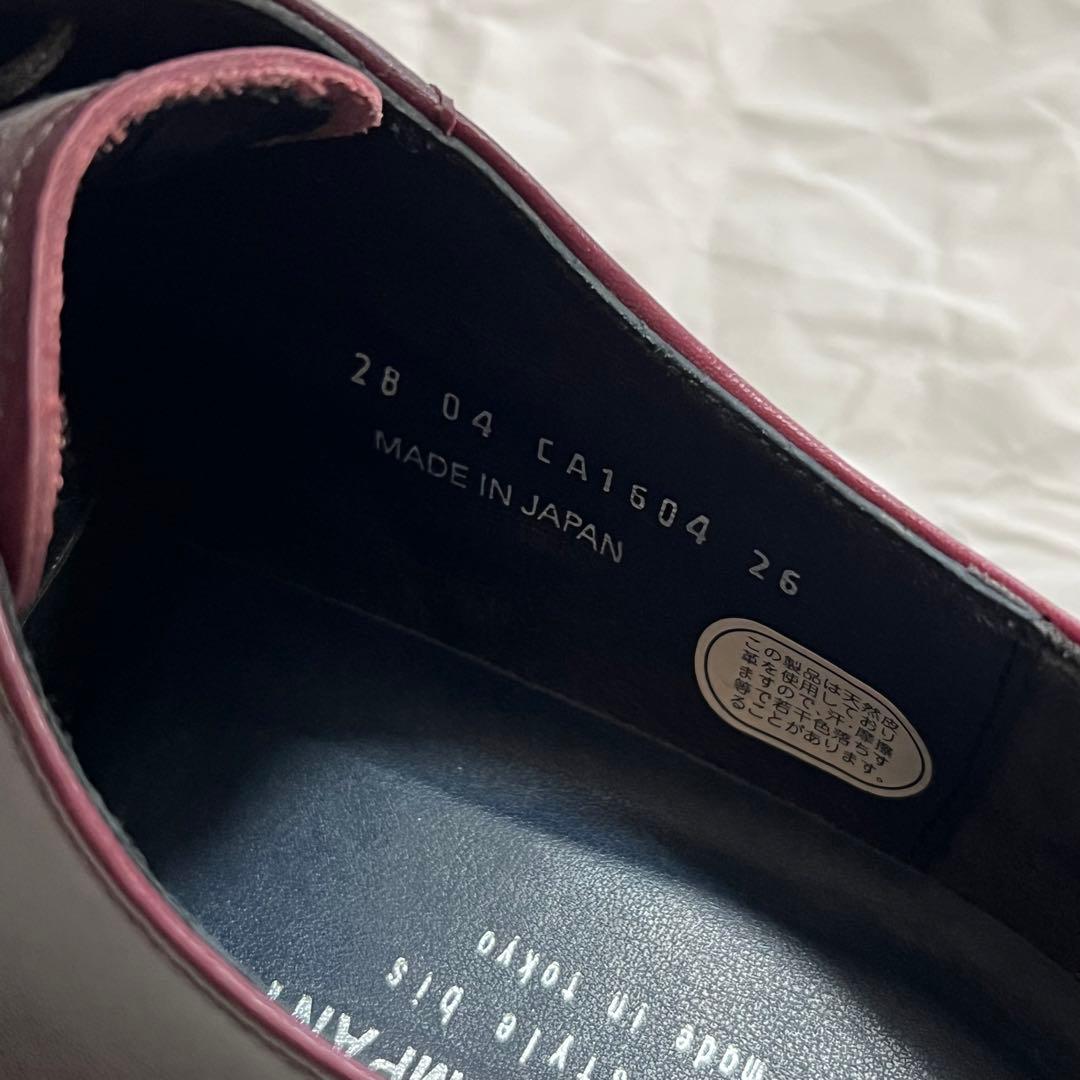 28 04 CA1604 26
MADE IN JAPAN
この製品は天然皮
革を使用しており
ますので、汗・摩擦
等で若干色落ちす
ることがあります。
style bis
made in tokyo